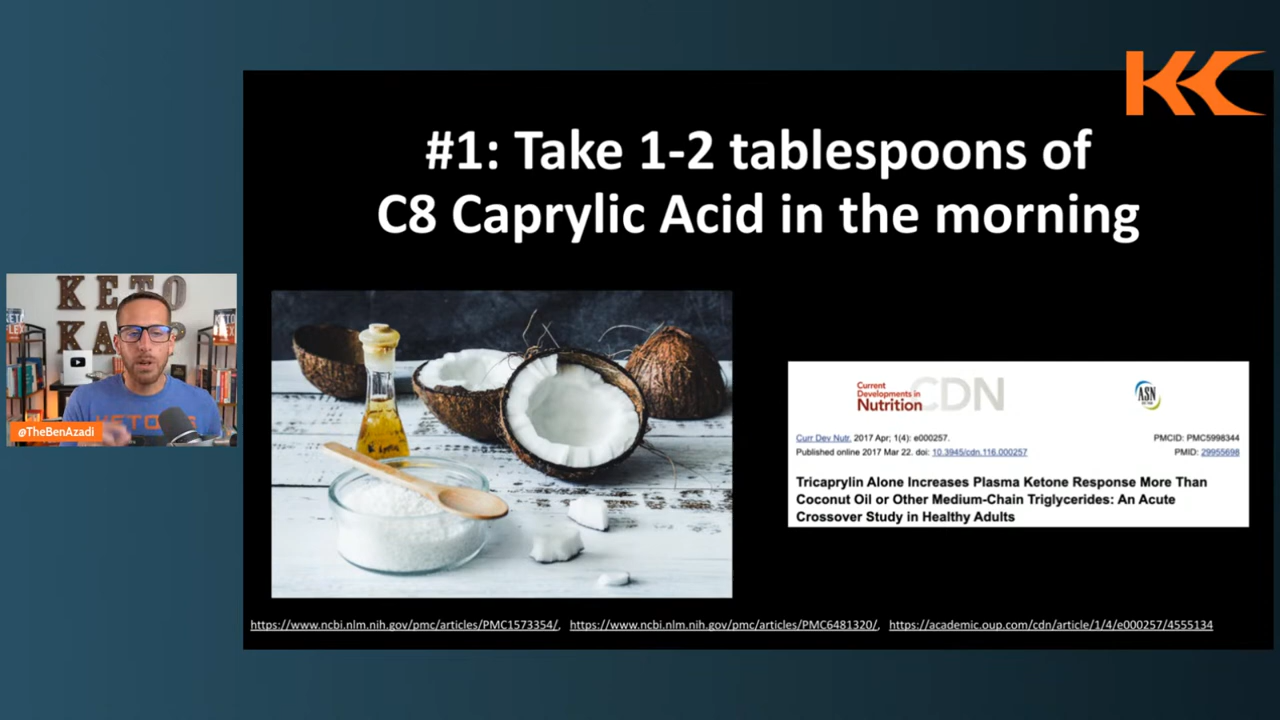 KC
#1: Take 1-2 tablespoons of
C8 Caprylic Acid in the morning
KETO
@TheBenAzadi
Current
Developments in
Nutrition
CDN
ASN
Curr Dev Nutr. 2017 Apr; 1(4): e000257.
PMCID: PMC5998344
Published online 2017 Mar 22. doi: 10.3945/cdn.116.000257
PMID: 29955698
Tricaprylin Alone Increases Plasma Ketone Response More Than
Coconut Oil or Other Medium-Chain Triglycerides: An Acute
Crossover Study in Healthy Adults
https://www.ncbi.nlm.nih.gov/pmc/articles/PMC1573354/, https://www.ncbi.nlm.nih.gov/pmc/articles/PMC6481320/, https://academic.oup.com/cdn/article/1/4/e000257/4555134